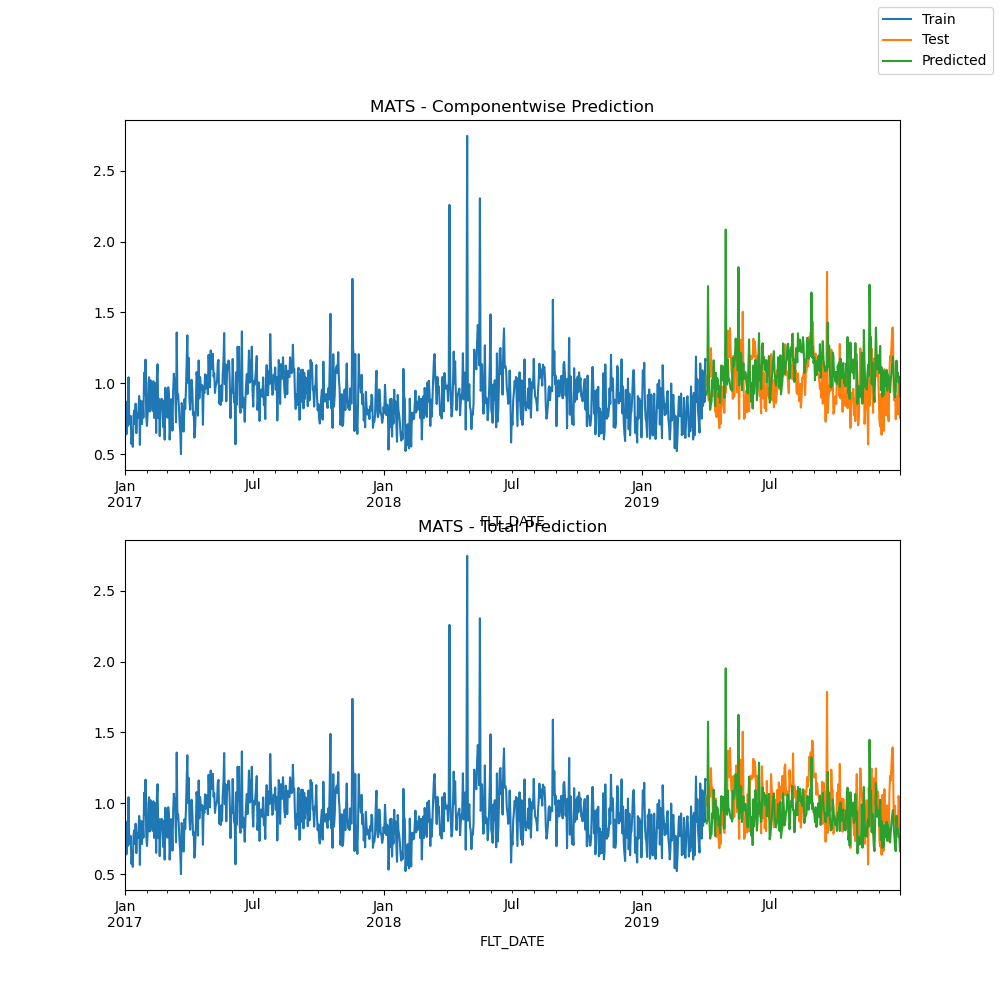 Train
Test
Predicted
MATS - Componentwise Prediction
2.5
2.0
1.5
1.0
0.5
Jan
2017
Jul
Jan
2018
Jul
Jan
2019
Jul
FLT_DATE
MATS - Total Prediction
2.5
2.0
1.5
1.0
0.5
Jan
2017
Jul
Jan
2018
Jul
Jan
2019
Jul
FLT_DATE